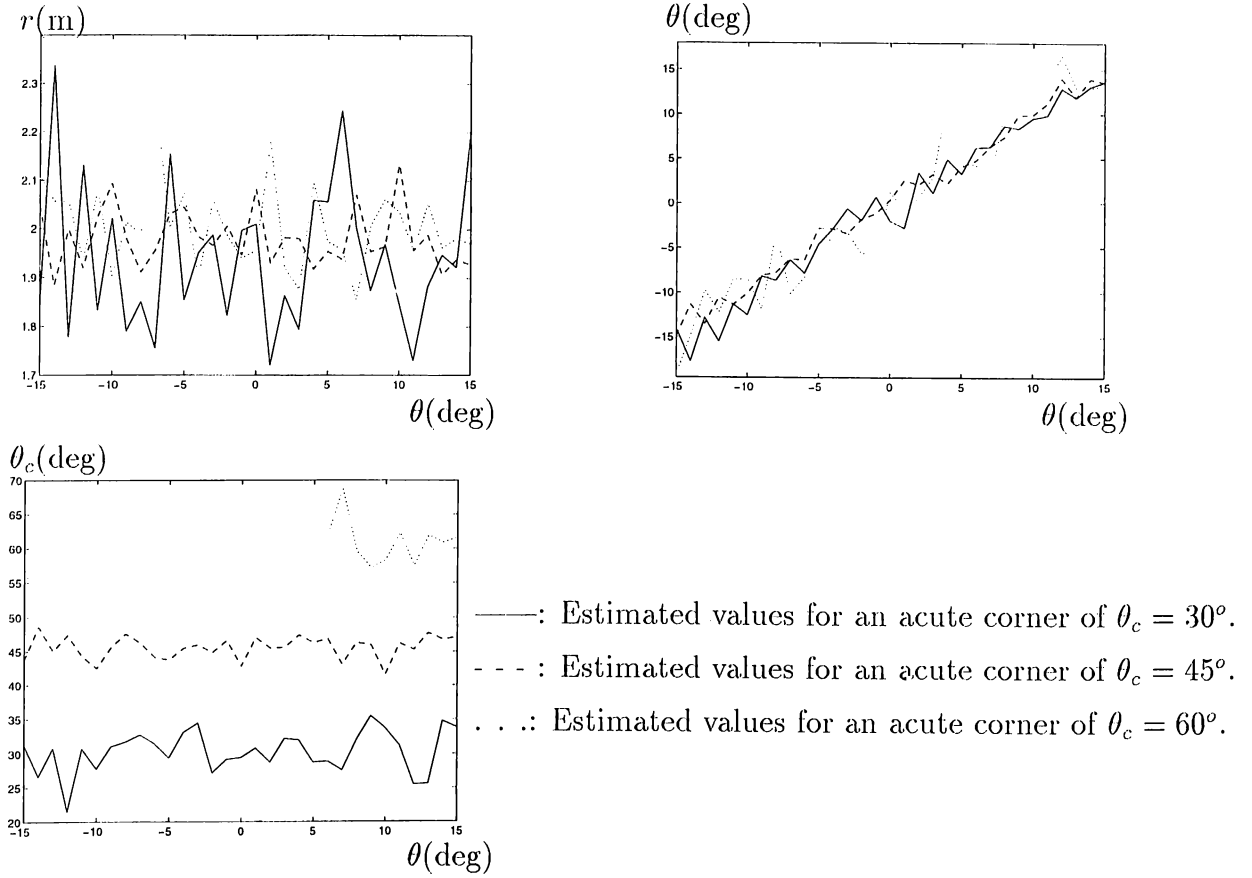 r(m)
2.3
2.2
2.1
2
1.9
1.8
1.7
−15 −10 −5 0 5 10 15
θ(deg)
θ(deg)
15
10
5
0
−5
−10
−15
−15 −10 −5 0 5 10 15
θ(deg)
θc(deg)
70
65
60
55
50
45
40
35
30
25
20
−15 −10 −5 0 5 10 15
θ(deg)
———: Estimated values for an acute corner of θc = 30°.
- - - -: Estimated values for an acute corner of θc = 45°.
. . .: Estimated values for an acute corner of θc = 60°.